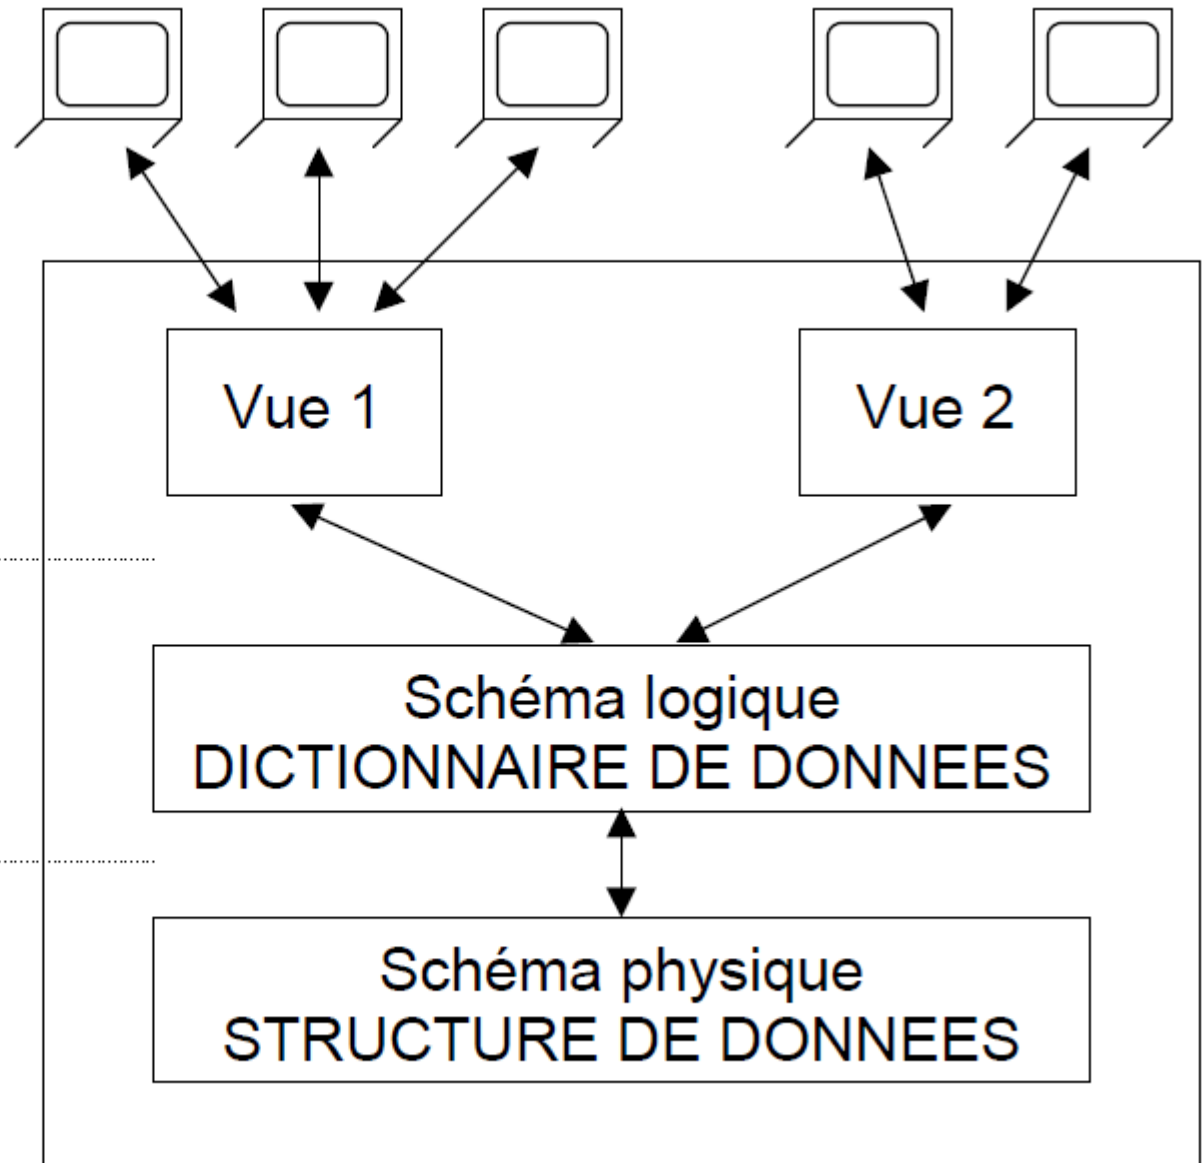 Vue 1
Vue 2
Schéma logique
DICTIONNAIRE DE DONNEES
Schéma physique
STRUCTURE DE DONNEES